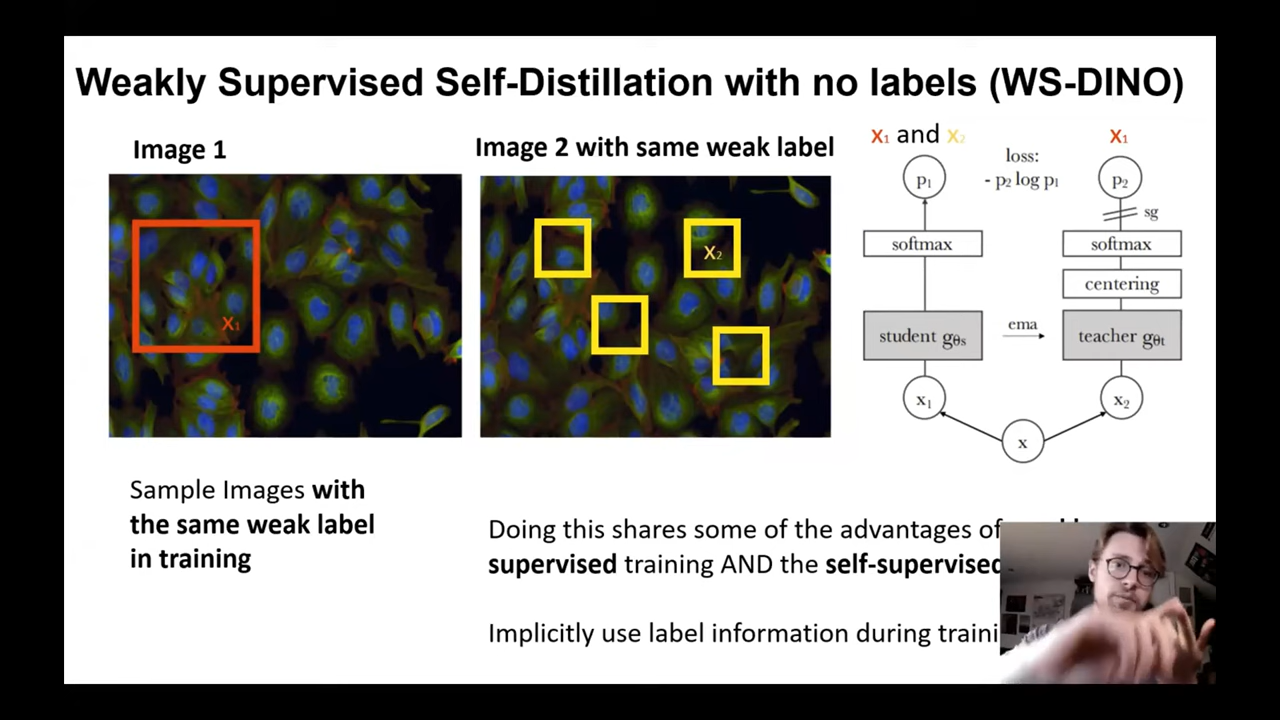 Weakly Supervised Self-Distillation with no labels (WS-DINO)
Image 1
Image 2 with same weak label
x₁ and x₂
x₁
loss:
- p₂ log p₁
p₁
p₂
sg
softmax
softmax
centering
student gθs
ema
teacher gθt
x₁
x₂
x
X₁
X₂
Sample Images with
the same weak label
in training
Doing this shares some of the advantages of
supervised training AND the self-supervised
Implicitly use label information during